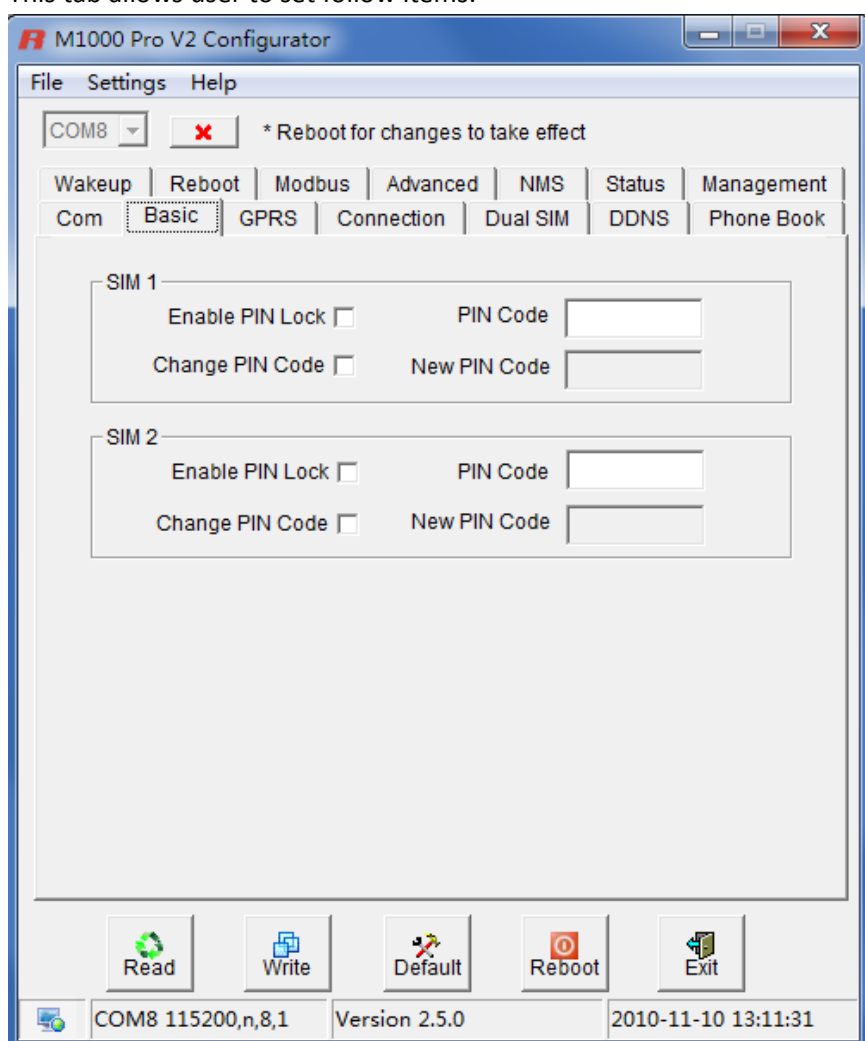 This tab allows user to set follow items.
M1000 Pro V2 Configurator
File Settings Help
COM8 * Reboot for changes to take effect
Wakeup Reboot Modbus Advanced NMS Status Management
Com Basic GPRS Connection Dual SIM DDNS Phone Book
SIM 1
Enable PIN Lock PIN Code
Change PIN Code New PIN Code
SIM 2
Enable PIN Lock PIN Code
Change PIN Code New PIN Code
Read Write Default Reboot Exit
COM8 115200,n,8,1 Version 2.5.0 2010-11-10 13:11:31